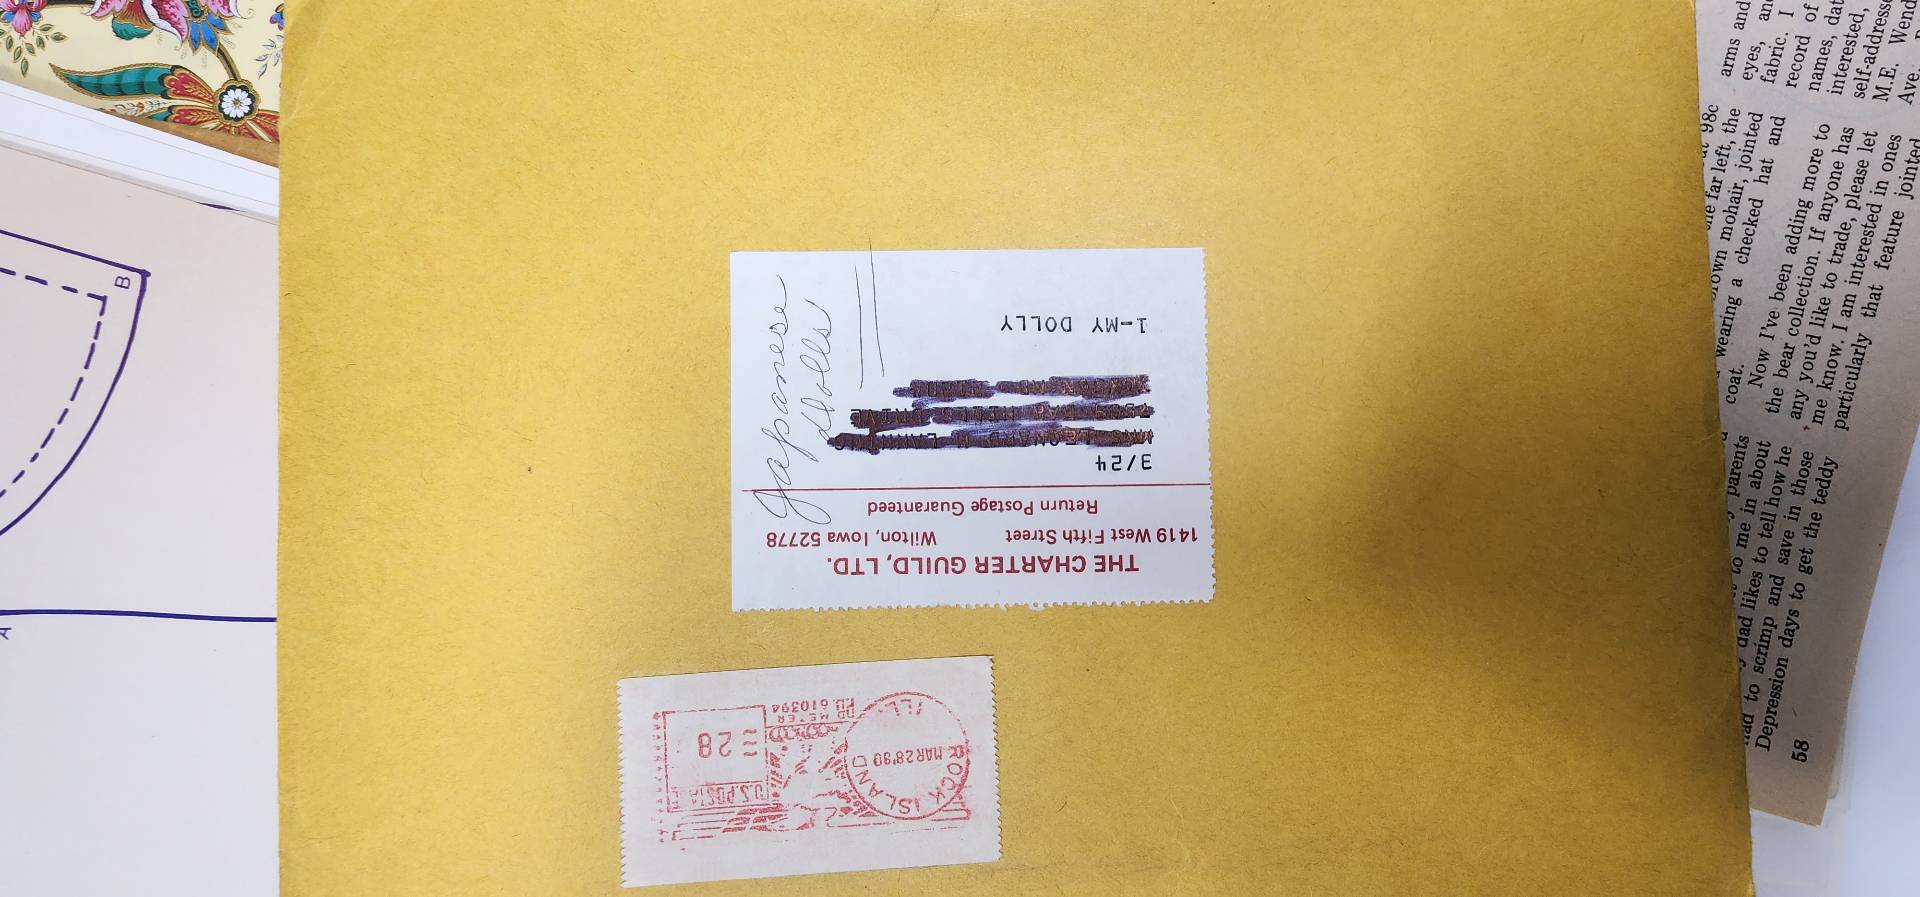 THE CHARTER GUILD, LTD.
1419 West Fifth Street Wilton, Iowa 52778
Return Postage Guaranteed
3/24
1-MY DOLLY
Japanese
Dolls
ROCK ISLAND
ILL
MAR 28 '80
P.B. METER
610394
U.S. POSTA
28
B
A
parents
to me in about
dad likes to tell how he
had to scrimp and save in those
Depression days to get the teddy
58
98c
far left, the
brown mohair, jointed
wearing a checked hat and
coat.
Now I've been adding more to
the bear collection. If anyone has
any you'd like to trade, please let
me know. I am interested in ones
particularly that feature jointed
arms and
eyes, an
fabric. I
record of
names, dat
interested,
self-addresse
M.E. Wend
Ave.